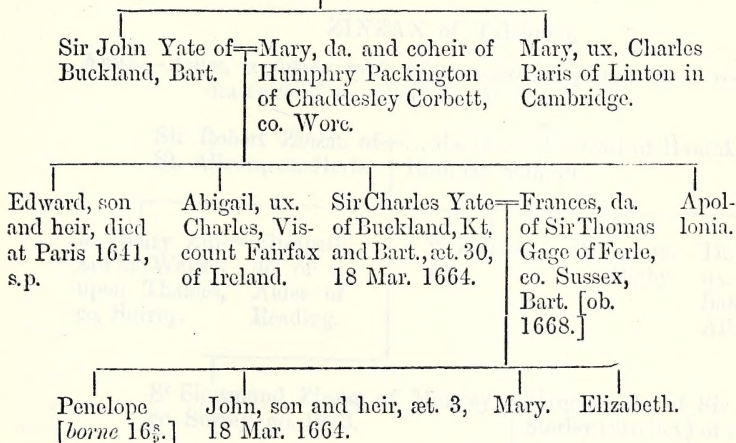 Sir John Yate of
Buckland, Bart.
Mary, da. and coheir of
Humphry Packington
of Chaddesley Corbett,
co. Worc.
Mary, ux. Charles
Paris of Linton in
Cambridge.
Edward, son
and heir, died
at Paris 1641,
s.p.
Abigail, ux.
Charles, Vis-
count Fairfax
of Ireland.
Sir Charles Yate
of Buckland, Kt.
and Bart., æt. 30,
18 Mar. 1664.
Frances, da.
of Sir Thomas
Gage of Ferle,
co. Sussex,
Bart. [ob.
1668.]
Apol-
lonia.
Penelope
[borne 16
John, son and heir, æt. 3,
18 Mar. 1664.
Mary.
Elizabeth.